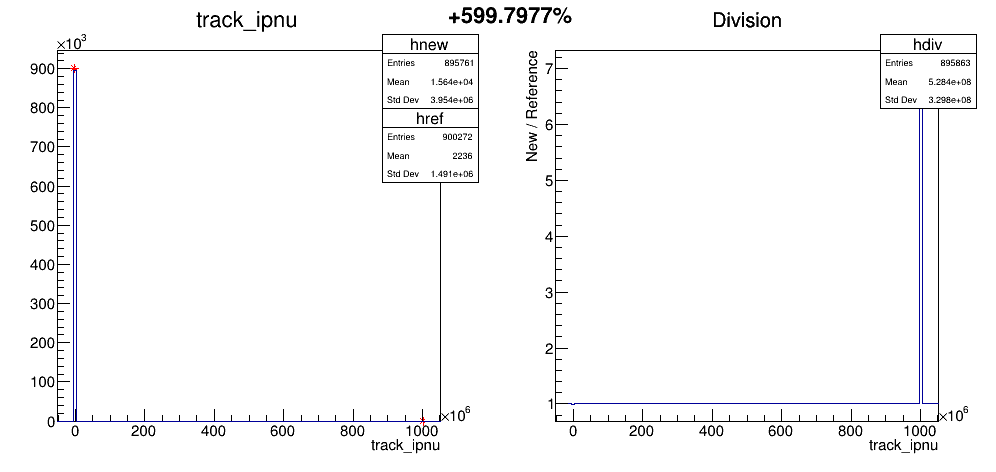 +599.7977%
track_ipnu
×10³
hnew
Entries 895761
Mean 1.564e+04
Std Dev 3.954e+06
href
Entries 900272
Mean 2236
Std Dev 1.491e+06
900
800
700
600
500
400
300
200
100
0
0 200 400 600 800 1000
×10⁶
track_ipnu
Division
New / Reference
hdiv
Entries 895863
Mean 5.284e+08
Std Dev 3.298e+08
7
6
5
4
3
2
1
0 200 400 600 800 1000
×10⁶
track_ipnu